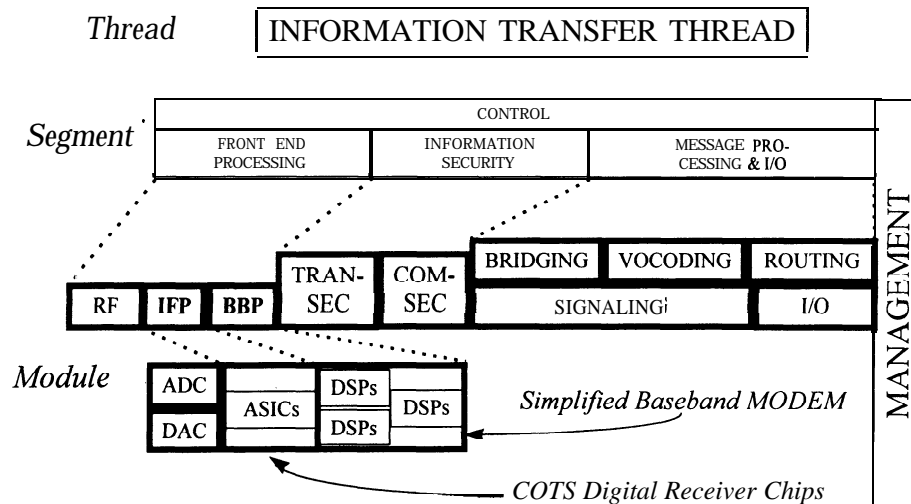 Thread INFORMATION TRANSFER THREAD
CONTROL
Segment
FRONT END
PROCESSING
INFORMATION
SECURITY
MESSAGE PRO-
CESSING & I/O
MANAGEMENT
RF IFP BBP
TRAN-
SEC
COM-
SEC
BRIDGING VOCODING ROUTING
SIGNALING I/O
Module
ADC
DAC
ASICs
DSPs
DSPs
DSPs
Simplified Baseband MODEM
COTS Digital Receiver Chips